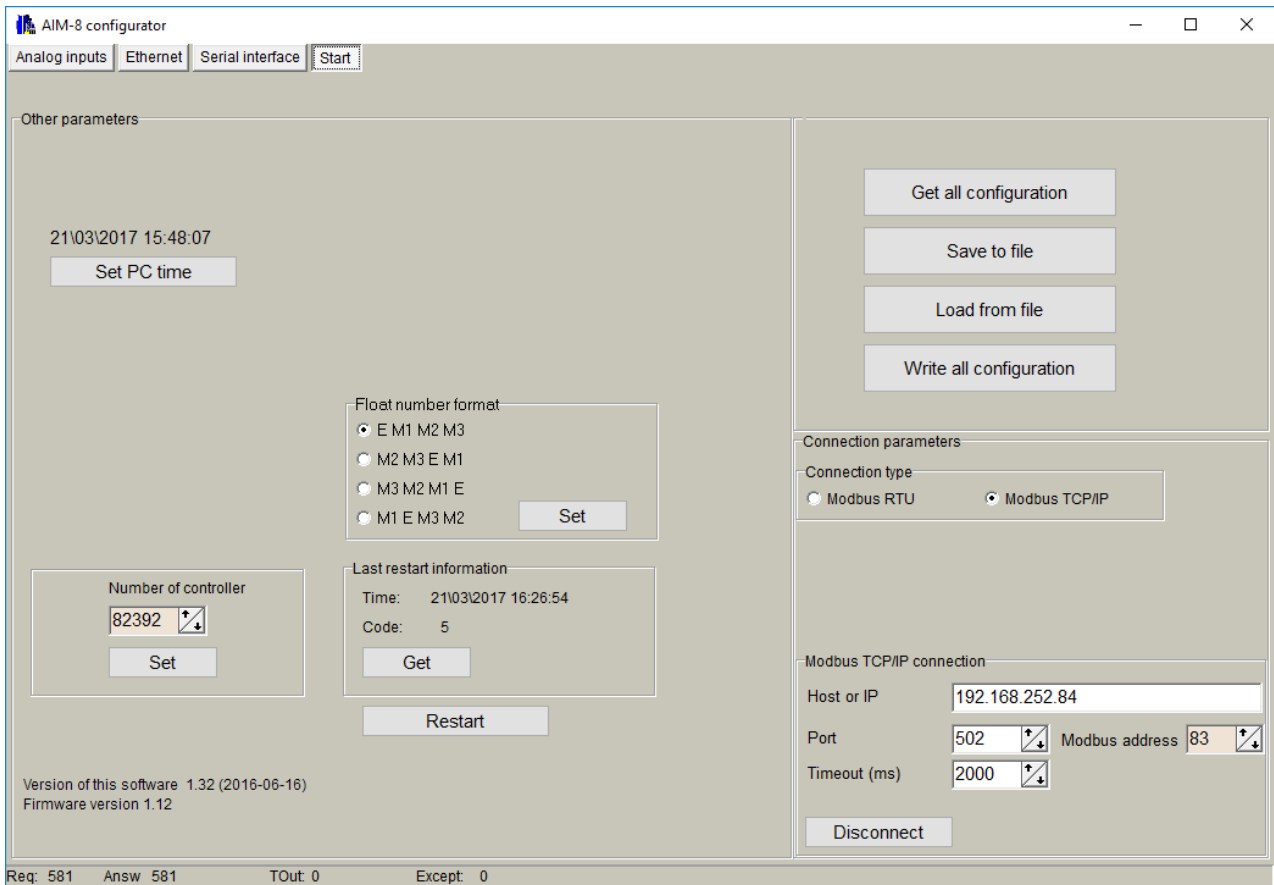 AIM-8 configurator
Analog inputs Ethernet Serial interface Start
Other parameters
21\03\2017 15:48:07
Set PC time
Float number format
E M1 M2 M3
M2 M3 E M1
M3 M2 M1 E
M1 E M3 M2
Set
Number of controller
82392
Set
Last restart information
Time: 21\03\2017 16:26:54
Code: 5
Get
Restart
Version of this software 1.32 (2016-06-16)
Firmware version 1.12
Get all configuration
Save to file
Load from file
Write all configuration
Connection parameters
Connection type
Modbus RTU Modbus TCP/IP
Modbus TCP/IP connection
Host or IP 192.168.252.84
Port 502 Modbus address 83
Timeout (ms) 2000
Disconnect
Req: 581 Answ 581 TOut: 0 Except: 0